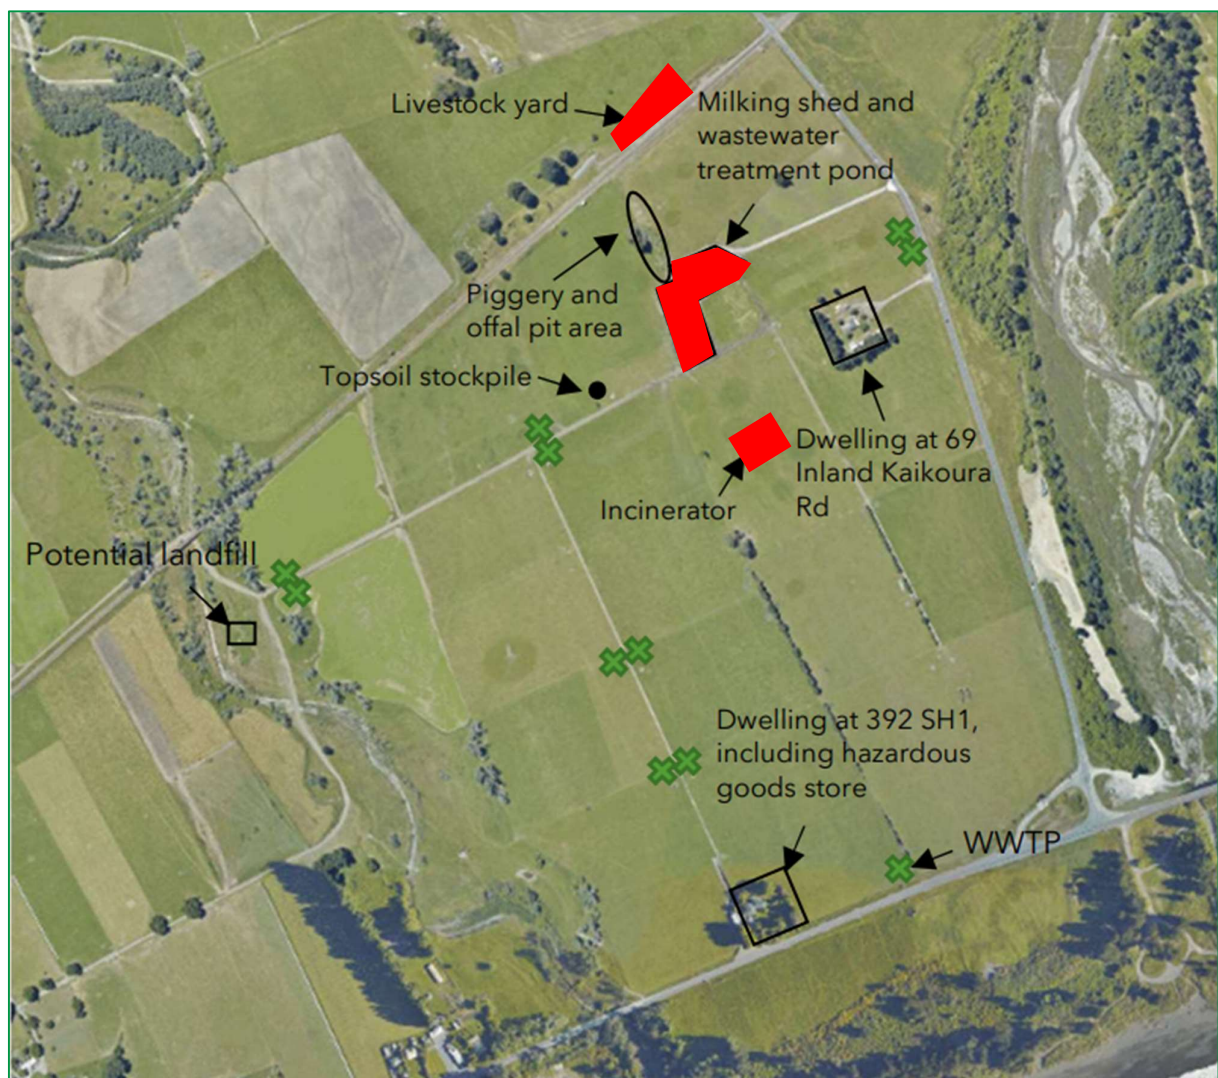 Livestock yard
Milking shed and
wastewater
treatment pond
Piggery and
offal pit area
Topsoil stockpile
Dwelling at 69
Inland Kaikoura
Rd
Incinerator
Potential landfill
Dwelling at 392 SH1,
including hazardous
goods store
WWTP